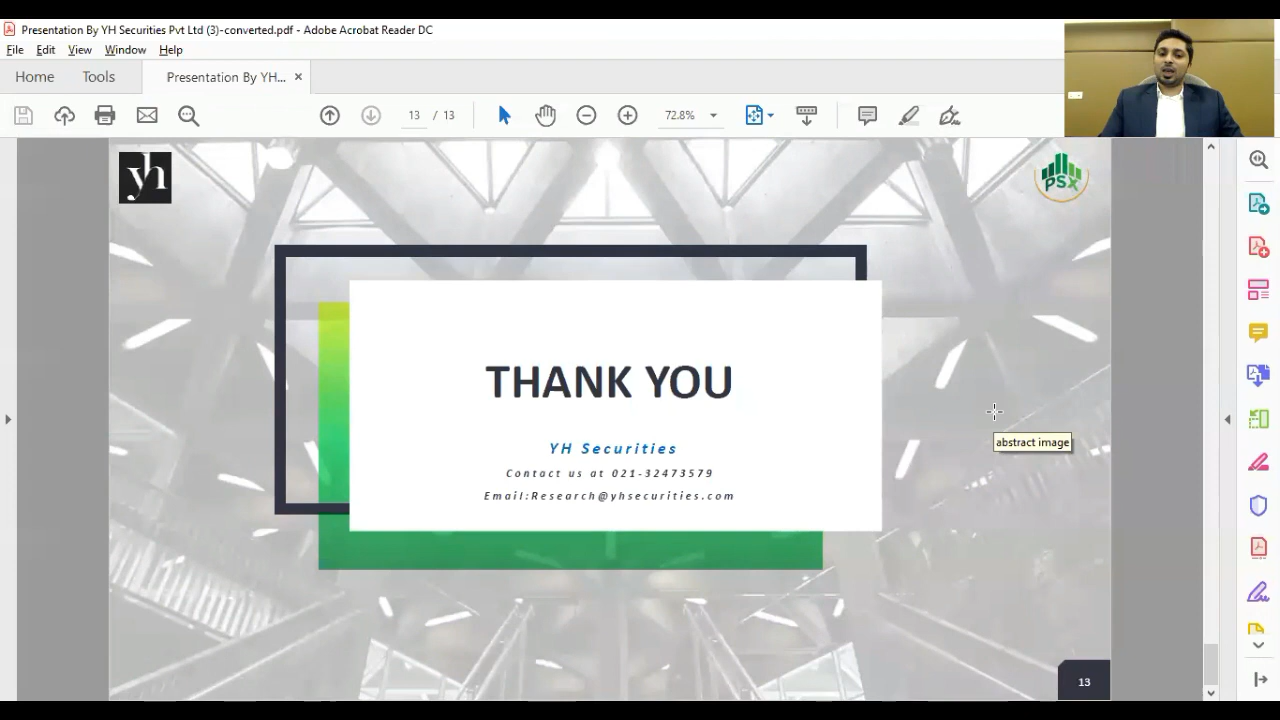 Presentation By YH Securities Pvt Ltd (3)-converted.pdf - Adobe Acrobat Reader DC
File Edit View Window Help
Home Tools Presentation By YH... ×
13 / 13 72.8%
yh
PSX
THANK YOU
YH Securities
Contact us at 021-32473579
Email:Research@yhsecurities.com
abstract image
13